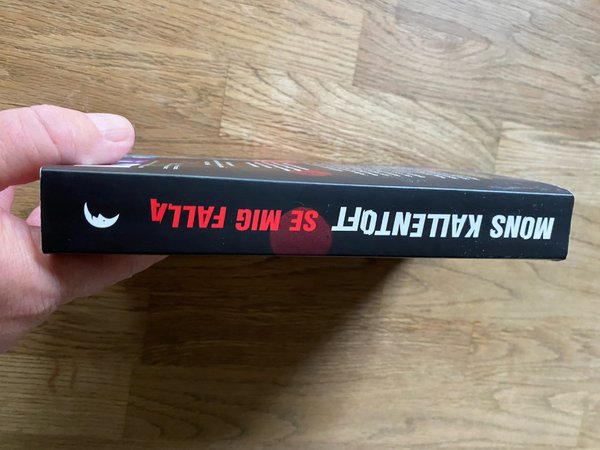 MONS KALLENTOFT SE MIG FALLA